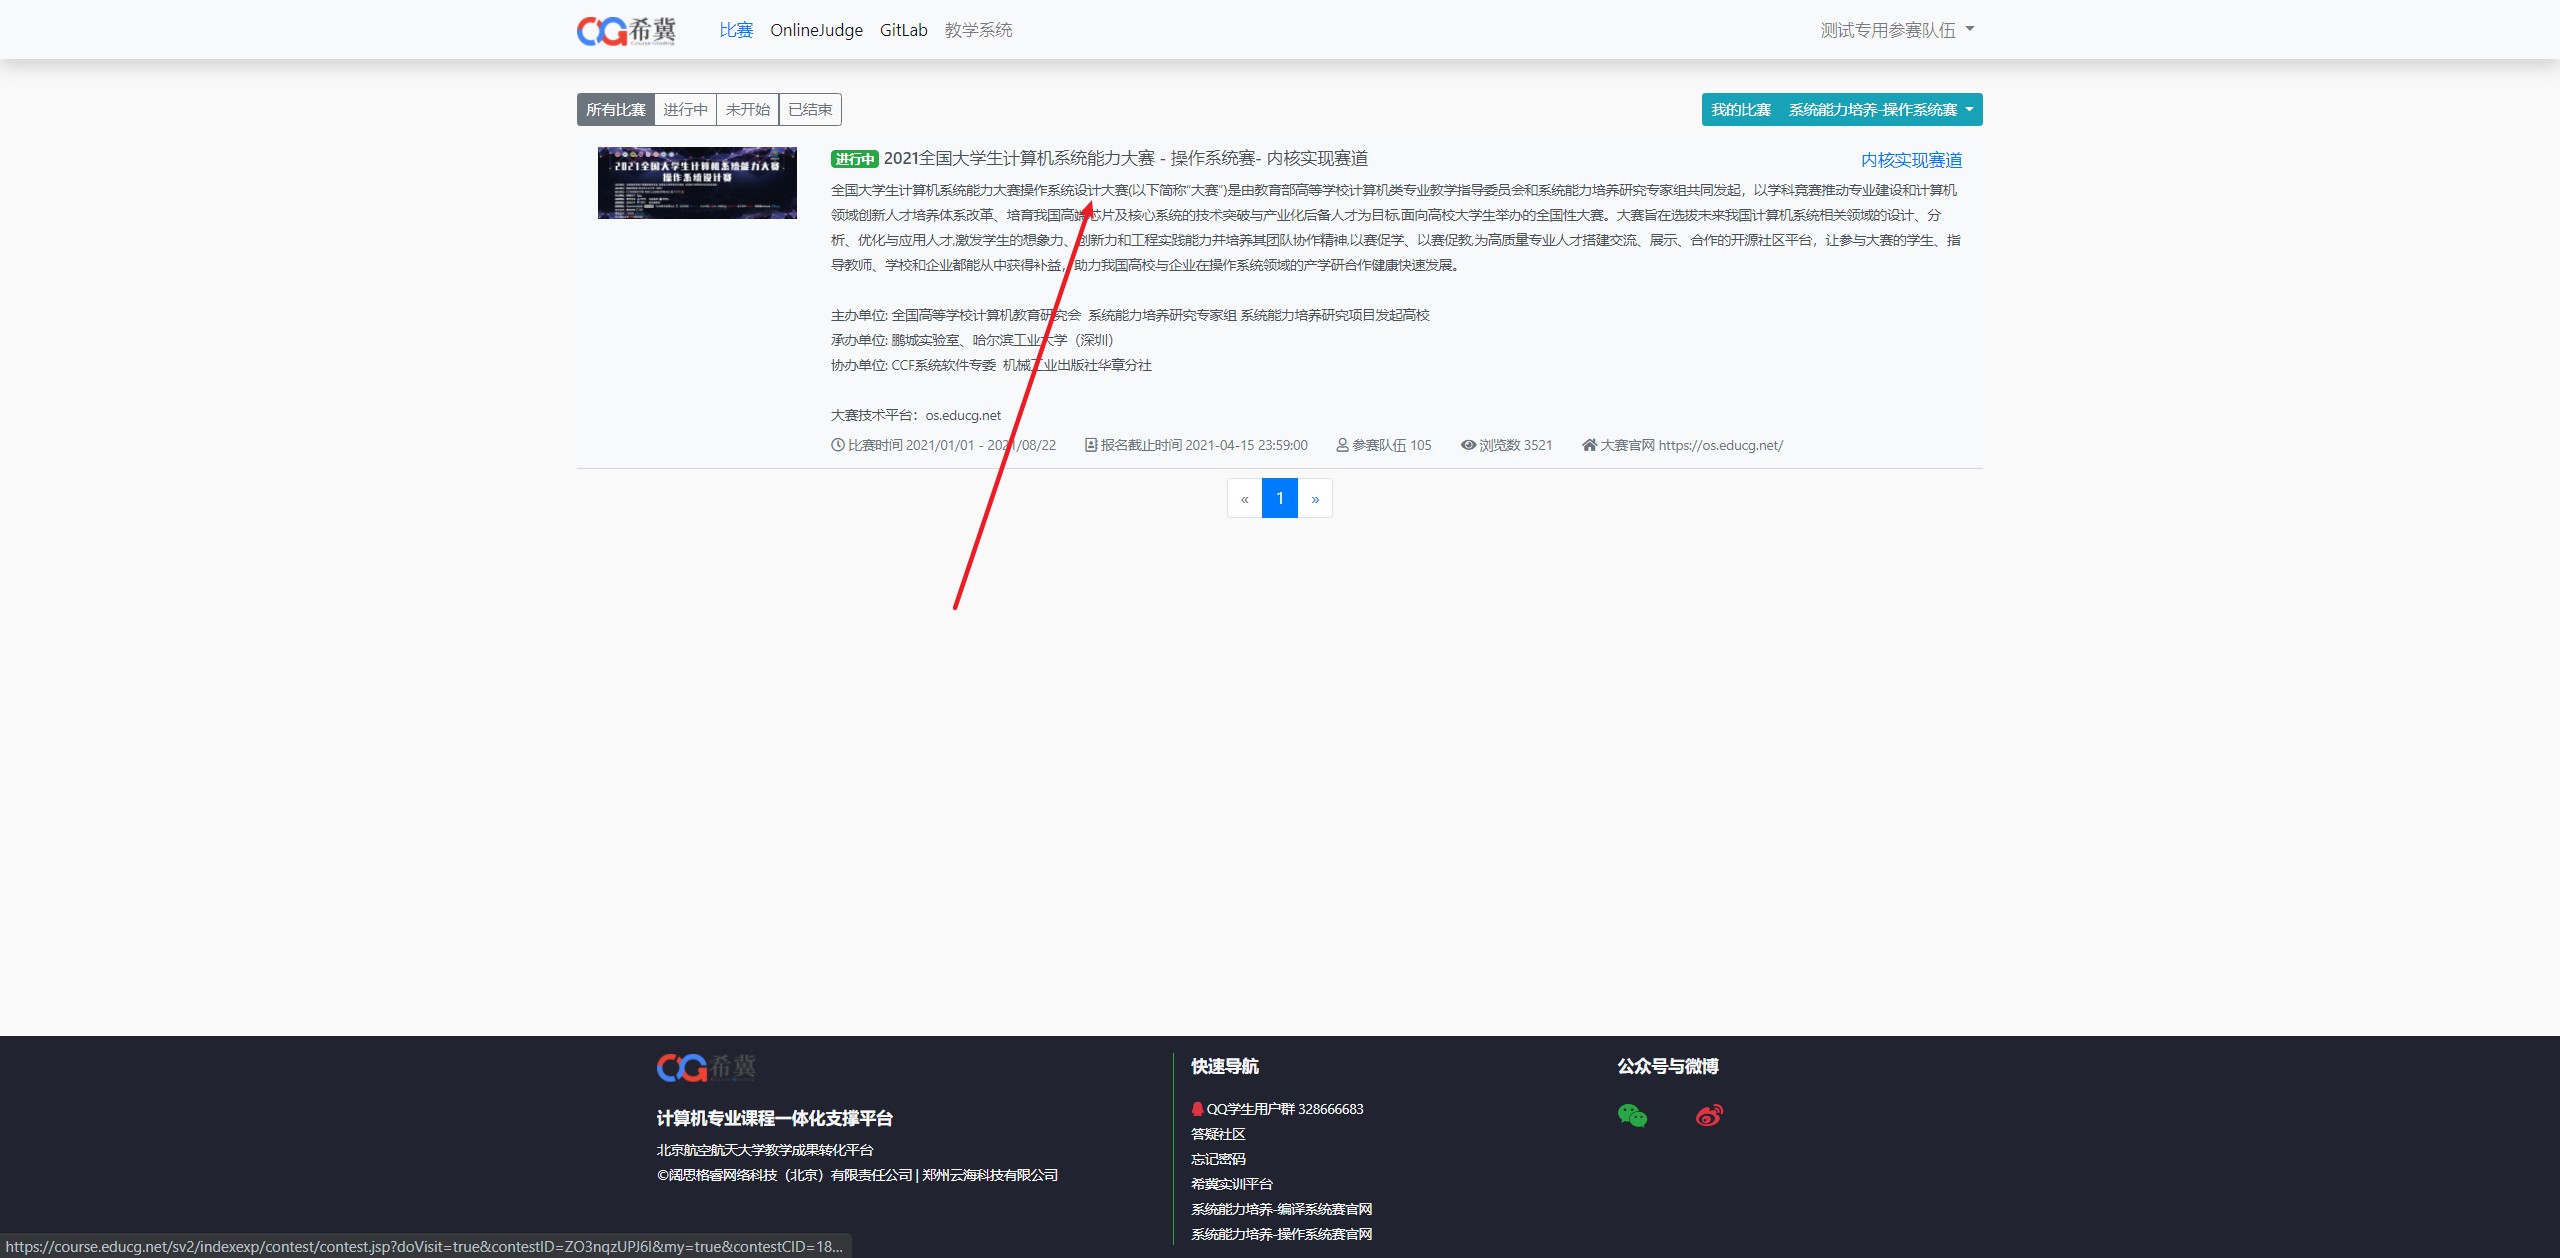 希冀 比赛 OnlineJudge GitLab 教学系统 测试专用参赛队伍
所有比赛 进行中 未开始 已结束 我的比赛 系统能力培养-操作系统赛
2021全国大学生计算机系统能力大赛
操作系统设计赛
进行中 2021全国大学生计算机系统能力大赛 - 操作系统赛- 内核实现赛道 内核实现赛道
全国大学生计算机系统能力大赛操作系统设计大赛(以下简称“大赛”)是由教育部高等学校计算机类专业教学指导委员会和系统能力培养研究专家组共同发起，以学科竞赛推动专业建设和计算机
领域创新人才培养体系改革、培育我国高端芯片及核心系统的技术突破与产业化后备人才为目标,面向高校大学生举办的全国性大赛。大赛旨在选拔未来我国计算机系统相关领域的设计、分
析、优化与应用人才,激发学生的想象力、创新力和工程实践能力并培养其团队协作精神,以赛促学、以赛促教,为高质量专业人才搭建交流、展示、合作的开源社区平台，让参与大赛的学生、指
导教师、学校和企业都能从中获得补益，助力我国高校与企业在操作系统领域的产学研合作健康快速发展。
主办单位: 全国高等学校计算机教育研究会 系统能力培养研究专家组 系统能力培养研究项目发起高校
承办单位: 鹏城实验室、哈尔滨工业大学（深圳）
协办单位: CCF系统软件专委 机械工业出版社华章分社
大赛技术平台：os.educg.net
比赛时间 2021/01/01 - 2021/08/22 报名截止时间 2021-04-15 23:59:00 参赛队伍 105 浏览数 3521 大赛官网 https://os.educg.net/
« 1 »
希冀
计算机专业课程一体化支撑平台
北京航空航天大学教学成果转化平台
©阔思格睿网络科技（北京）有限责任公司 | 郑州云海科技有限公司
快速导航
QQ学生用户群 328666683
答疑社区
忘记密码
希冀实训平台
系统能力培养-编译系统赛官网
系统能力培养-操作系统赛官网
公众号与微博
https://course.educg.net/sv2/indexexp/contest/contest.jsp?doVisit=true&contestID=ZO3nqzUPJ6I&my=true&contestCID=18...